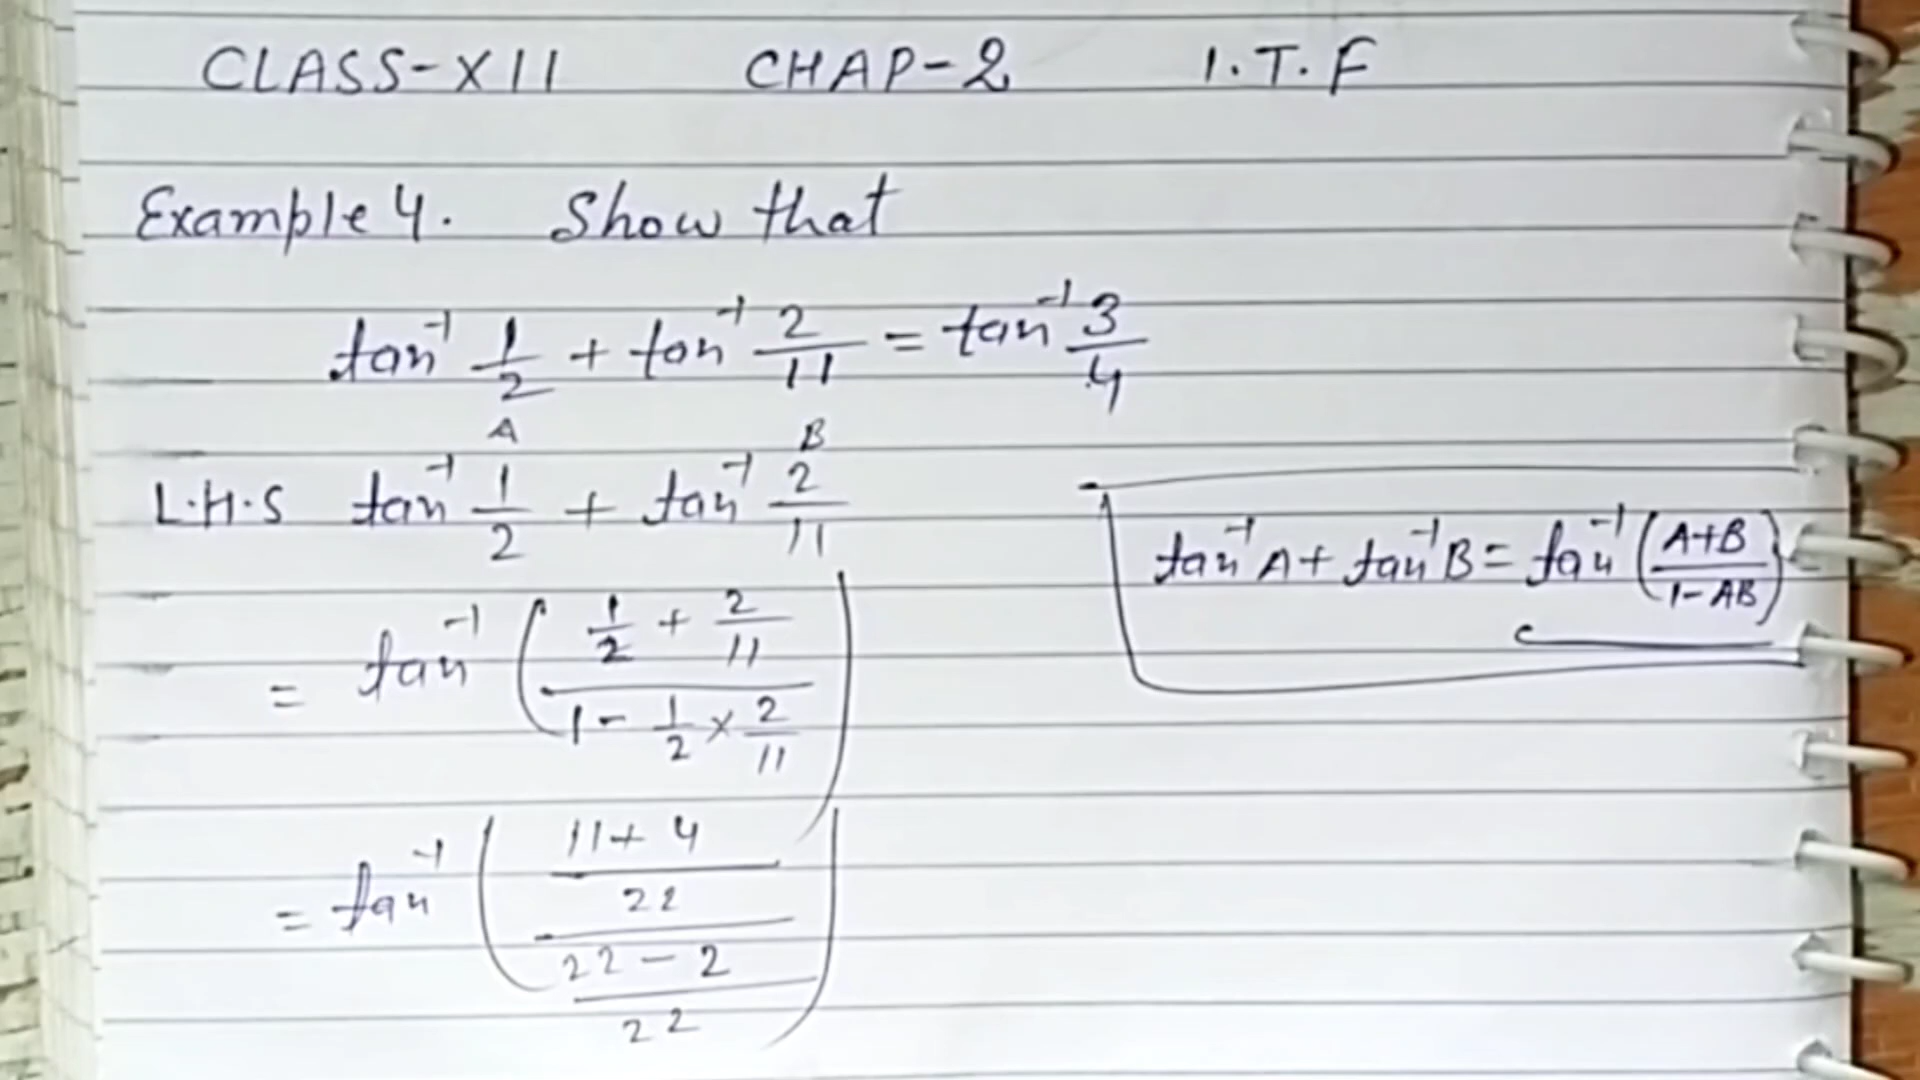 CLASS-XII CHAP-2 I.T.F
Example 4. Show that
tan⁻¹ 1/2 + tan⁻¹ 2/11 = tan⁻¹ 3/4
A B
L.H.S tan⁻¹ 1/2 + tan⁻¹ 2/11
tan⁻¹A + tan⁻¹B = tan⁻¹((A+B)/(1-AB))
= tan⁻¹((1/2 + 2/11)/(1 - 1/2 × 2/11))
= tan⁻¹(((11+4)/22)/((22-2)/22))